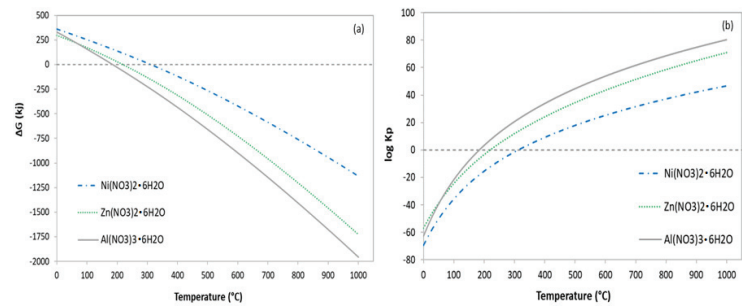 (a)
500
250
0
-250
-500
-750
-1000
-1250
-1500
-1750
-2000
ΔG (kj)
Ni(NO3)2•6H2O
Zn(NO3)2•6H2O
Al(NO3)3•6H2O
0 100 200 300 400 500 600 700 800 900 1000
Temperature (°C)
(b)
100
80
60
40
20
0
-20
-40
-60
-80
log Kp
Ni(NO3)2•6H2O
Zn(NO3)2•6H2O
Al(NO3)3•6H2O
0 100 200 300 400 500 600 700 800 900 1000
Temperature (°C)